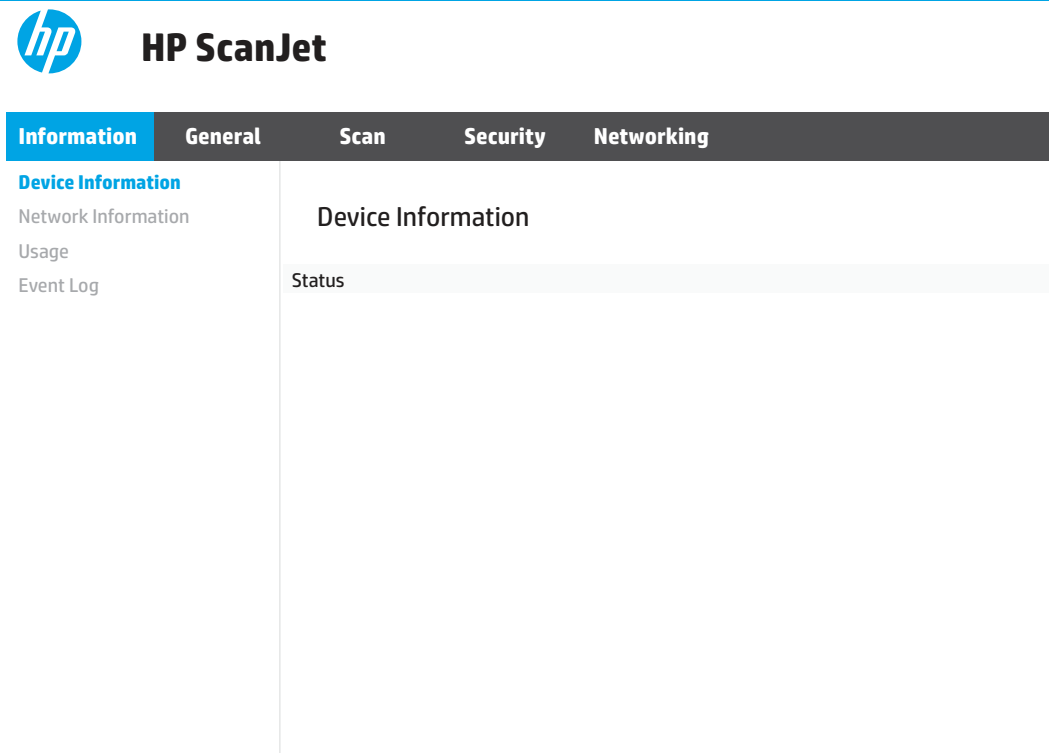 hp
HP ScanJet
Information General Scan Security Networking
Device Information
Network Information
Usage
Event Log
Device Information
Status